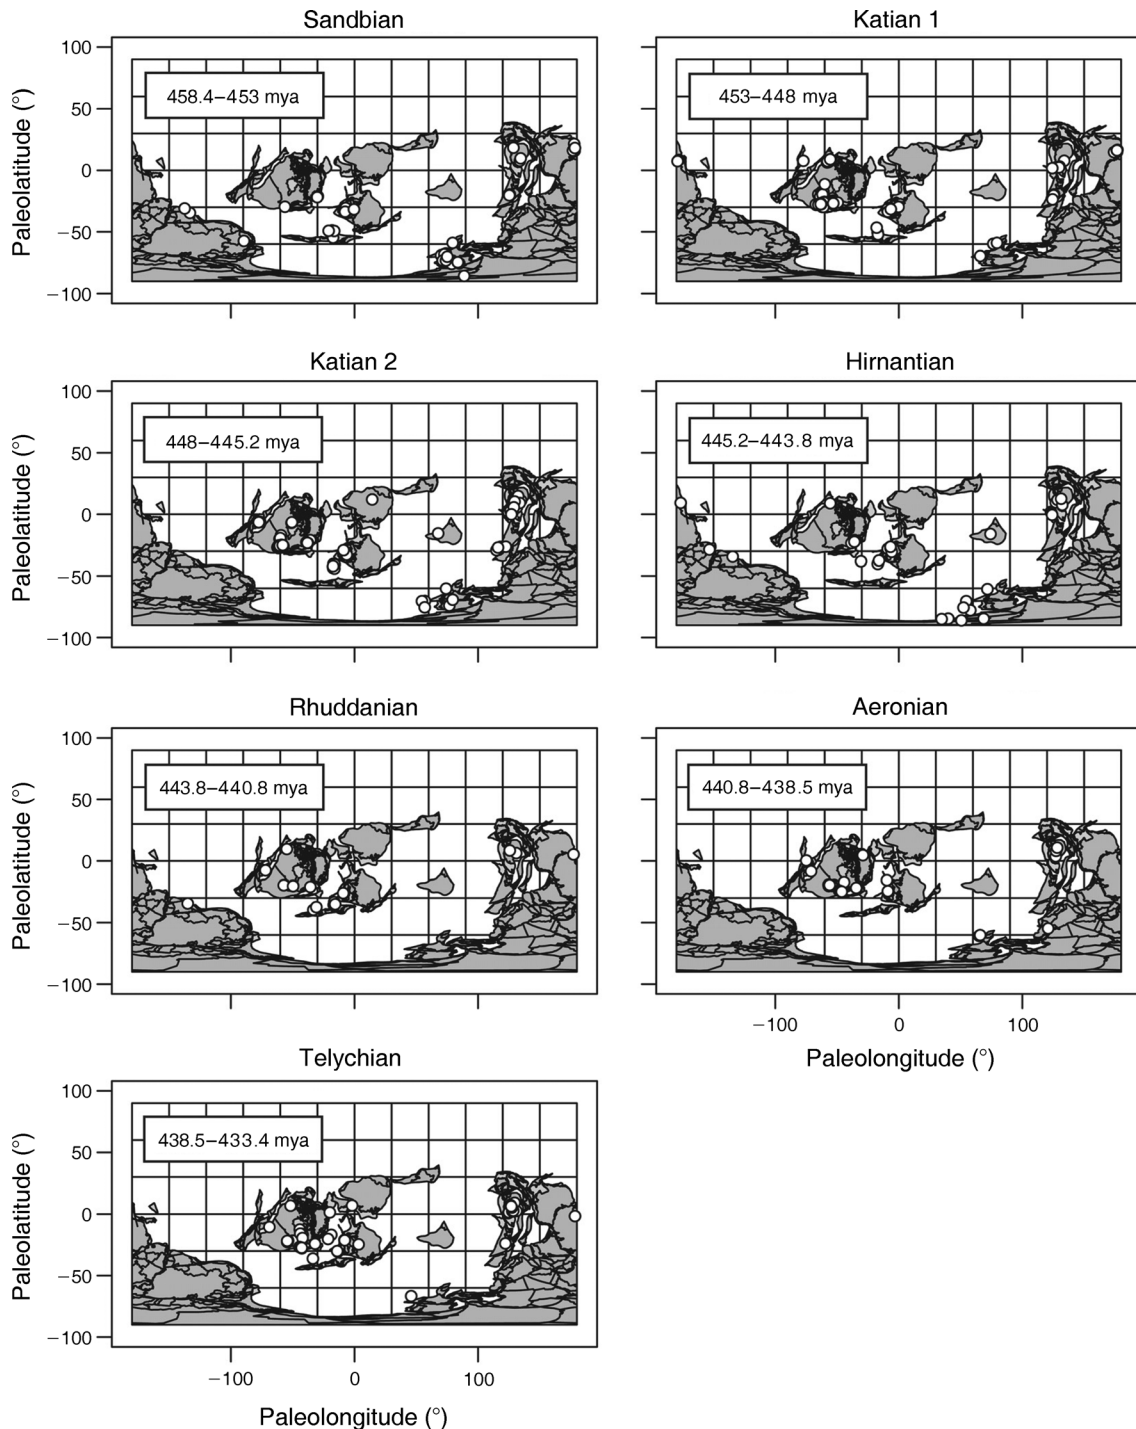 Sandbian
Katian 1
100
50
0
−50
−100
Paleolatitude (°)
458.4–453 mya
453–448 mya
Katian 2
Hirnantian
100
50
0
−50
−100
Paleolatitude (°)
448–445.2 mya
445.2–443.8 mya
Rhuddanian
Aeronian
100
50
0
−50
−100
Paleolatitude (°)
443.8–440.8 mya
440.8–438.5 mya
−100 0 100
Paleolongitude (°)
Telychian
100
50
0
−50
−100
Paleolatitude (°)
438.5–433.4 mya
−100 0 100
Paleolongitude (°)